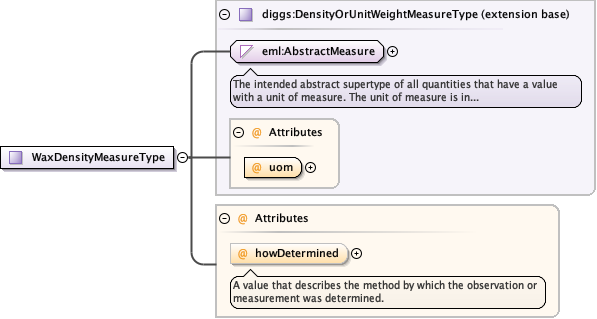 diggs:DensityOrUnitWeightMeasureType (extension base)
eml:AbstractMeasure
The intended abstract supertype of all quantities that have a value
with a unit of measure. The unit of measure is in...
@ Attributes
@ uom
WaxDensityMeasureType
@ Attributes
@ howDetermined
A value that describes the method by which the observation or
measurement was determined.